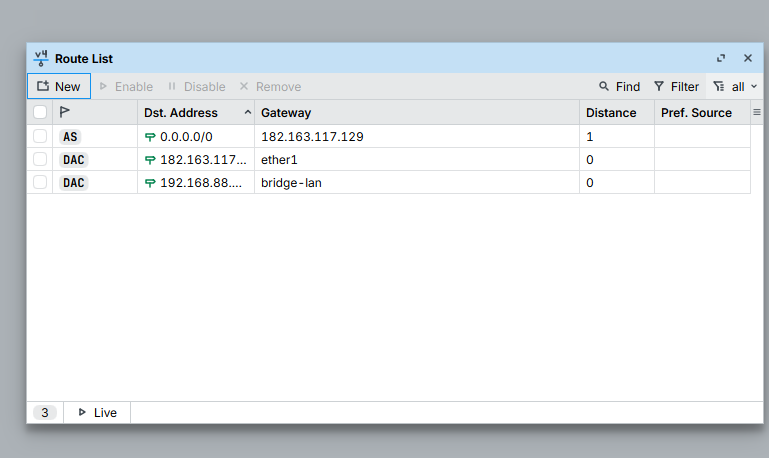 v4 Route List
New Enable Disable Remove Find Filter all
Dst. Address Gateway Distance Pref. Source
AS 0.0.0.0/0 182.163.117.129 1
DAC 182.163.117... ether1 0
DAC 192.168.88.... bridge-lan 0
3 Live